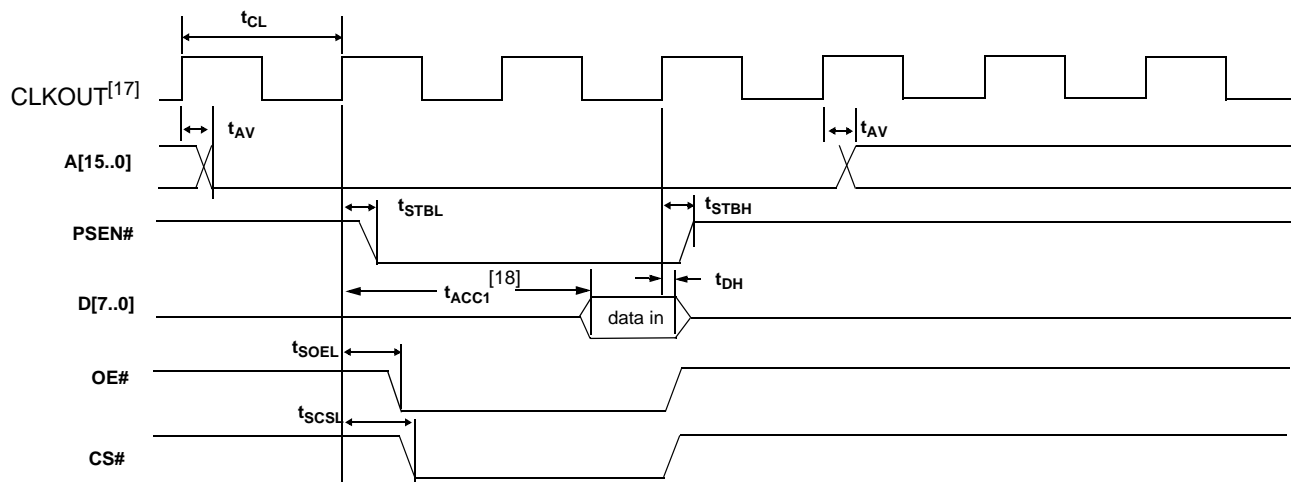 tCL
CLKOUT[17]
tAV
tAV
A[15..0]
tSTBL
tSTBH
PSEN#
[18]
tACC1
tDH
D[7..0]
data in
tSOEL
OE#
tSCSL
CS#